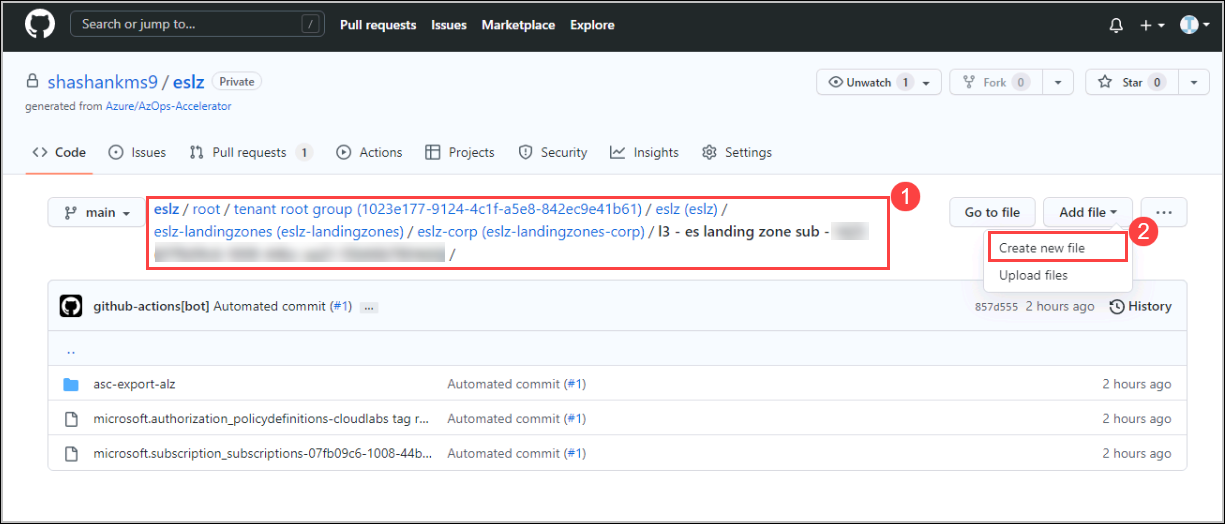 Search or jump to... / Pull requests Issues Marketplace Explore
shashankms9 / eslz Private Unwatch 1 Fork 0 Star 0
generated from Azure/AzOps-Accelerator
Code Issues Pull requests 1 Actions Projects Security Insights Settings
1
main eslz / root / tenant root group (1023e177-9124-4c1f-a5e8-842ec9e41b61) / eslz (eslz) / Go to file Add file ...
eslz-landingzones (eslz-landingzones) / eslz-corp (eslz-landingzones-corp) / l3 - es landing zone sub - 2
/ Create new file
Upload files
github-actions[bot] Automated commit (#1) ... 857d555 2 hours ago History
..
asc-export-alz Automated commit (#1) 2 hours ago
microsoft.authorization_policydefinitions-cloudlabs tag r... Automated commit (#1) 2 hours ago
microsoft.subscription_subscriptions-07fb09c6-1008-44b... Automated commit (#1) 2 hours ago